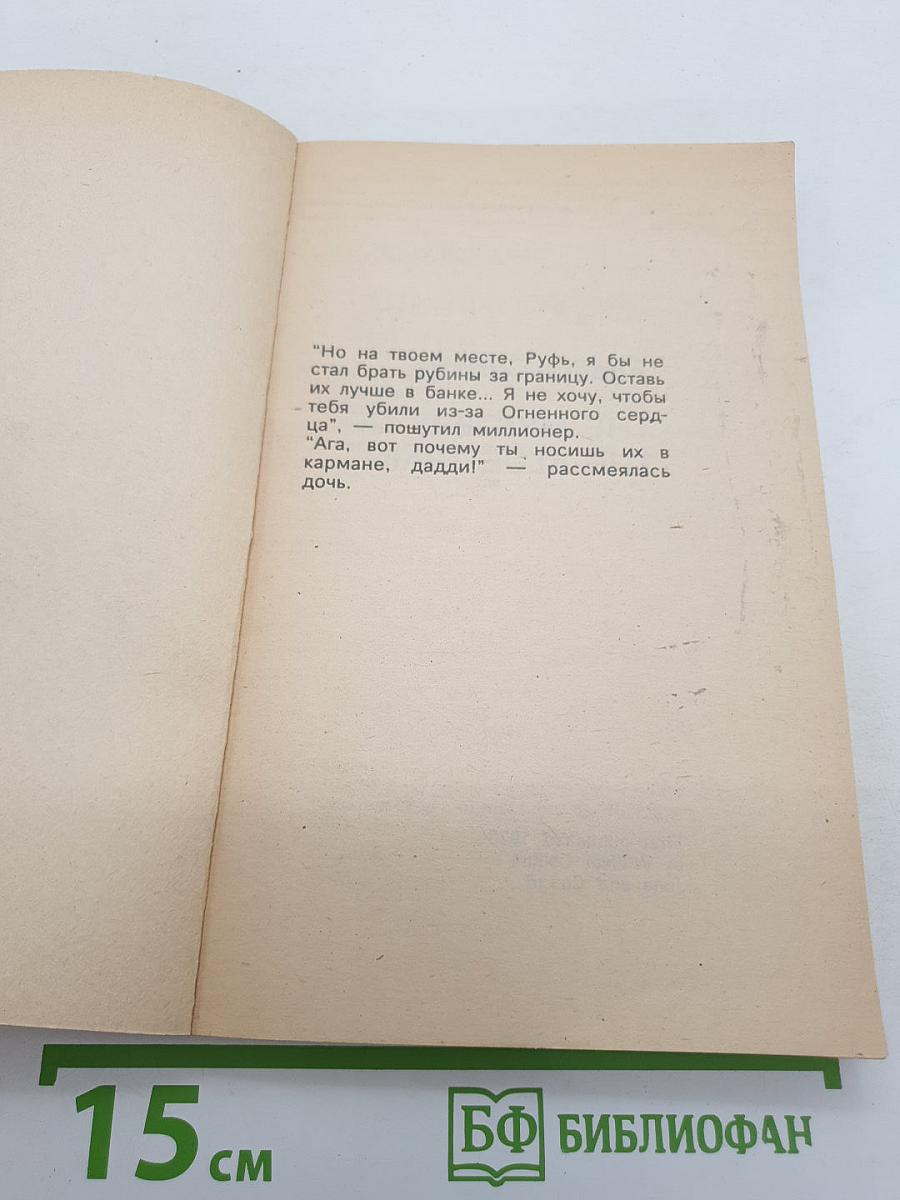 “Но на твоем месте, Руфь, я бы не
стал брать рубины за границу. Оставь
их лучше в банке... Я не хочу, чтобы
тебя убили из-за Огненного серд-
ца”, — пошутил миллионер.
“Ага, вот почему ты носишь их в
кармане, дадди!” — рассмеялась
дочь.
15 см
БФ БИБЛИОФАН